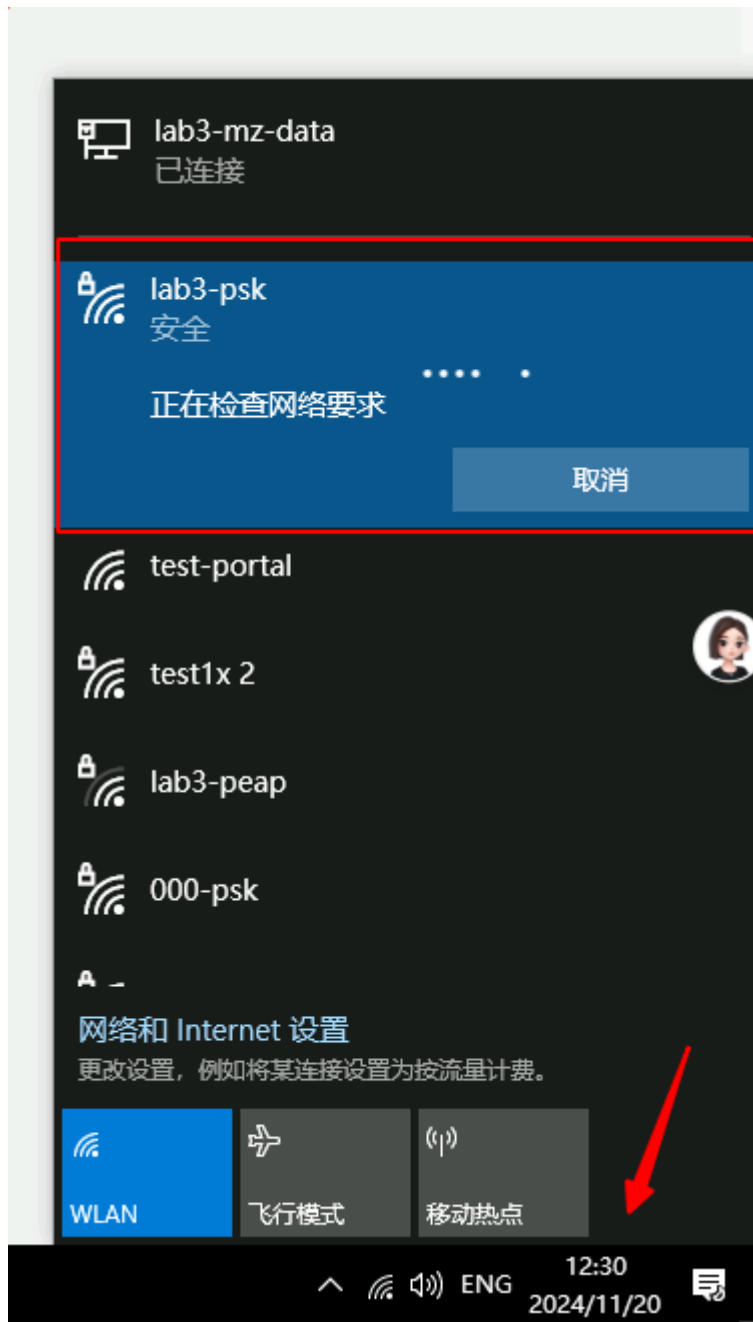 lab3-mz-data
已连接
lab3-psk
安全
正在检查网络要求
取消
test-portal
test1x 2
lab3-peap
000-psk
网络和 Internet 设置
更改设置，例如将某连接设置为按流量计费。
WLAN
飞行模式
移动热点
ENG
12:30
2024/11/20